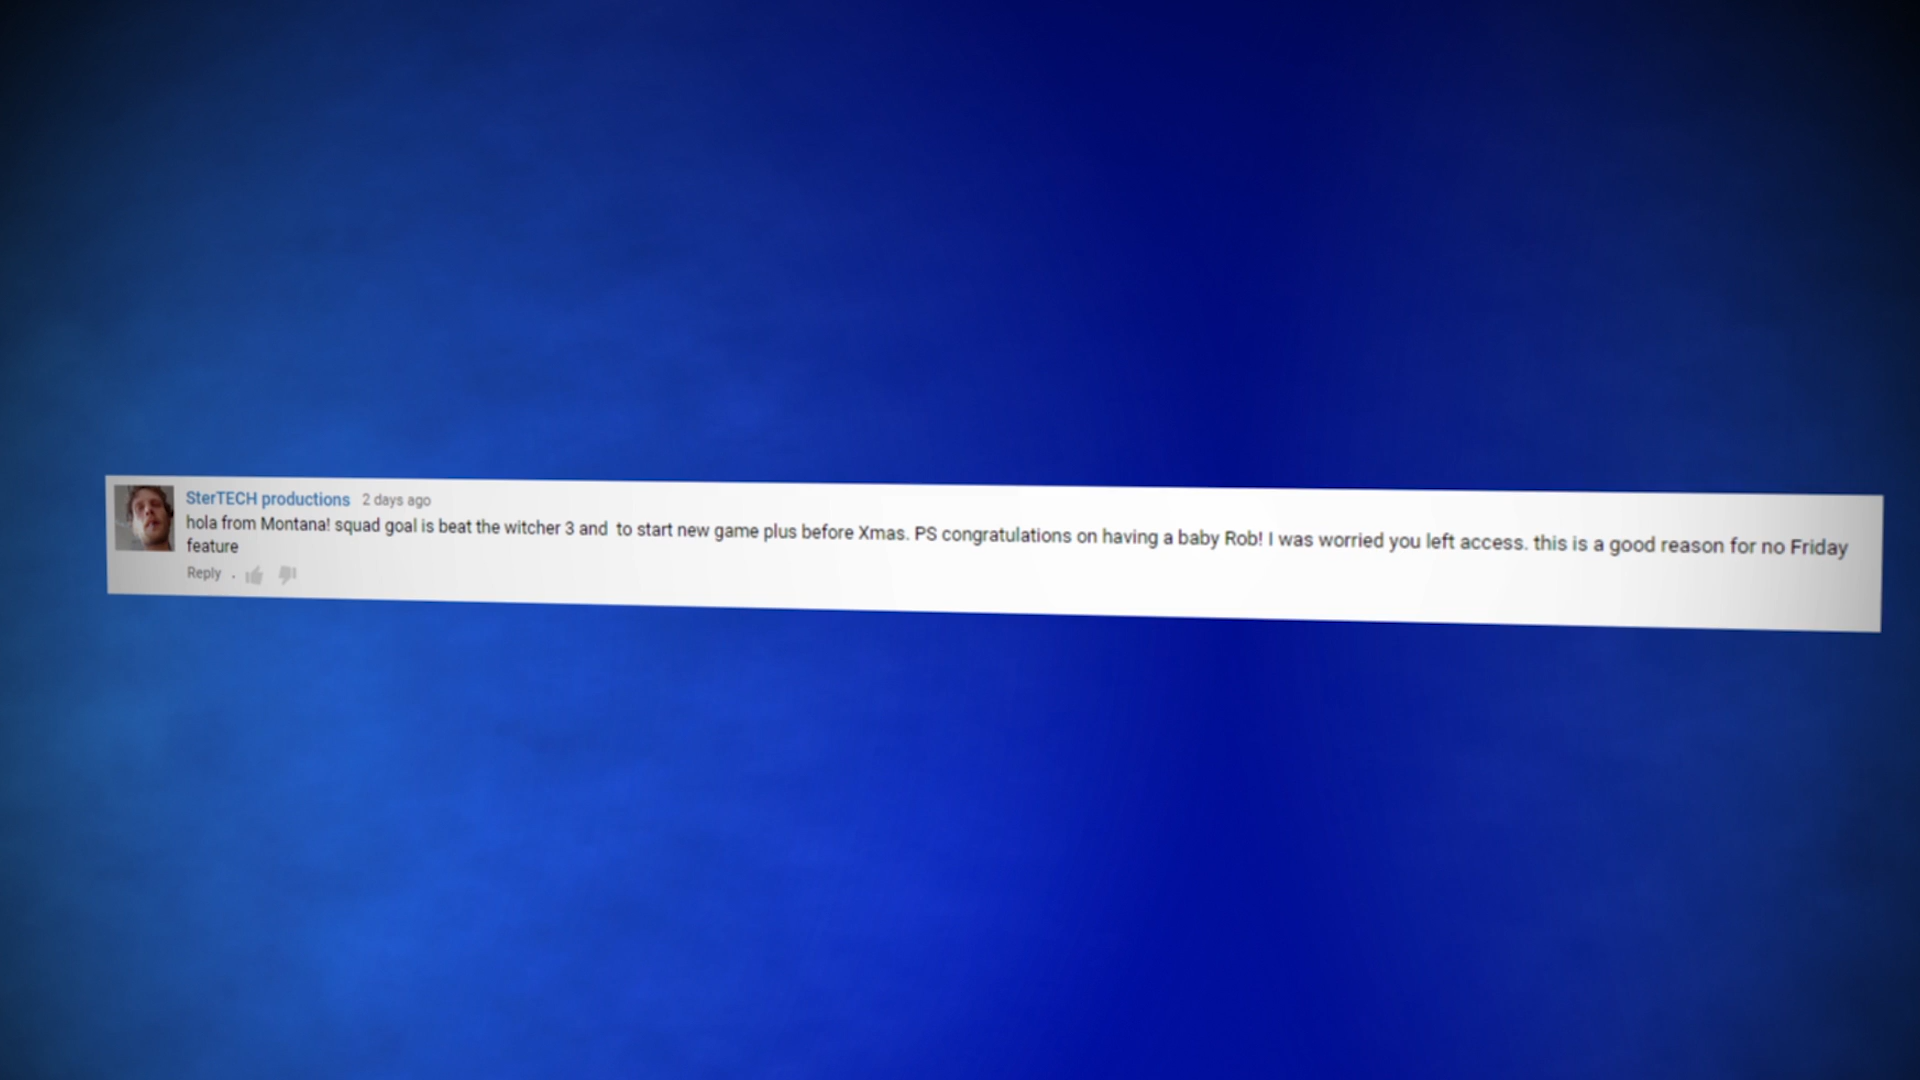 SterTECH productions 2 days ago
hola from Montana! squad goal is beat the witcher 3 and  to start new game plus before Xmas. PS congratulations on having a baby Rob! I was worried you left access. this is a good reason for no Friday
feature
Reply .